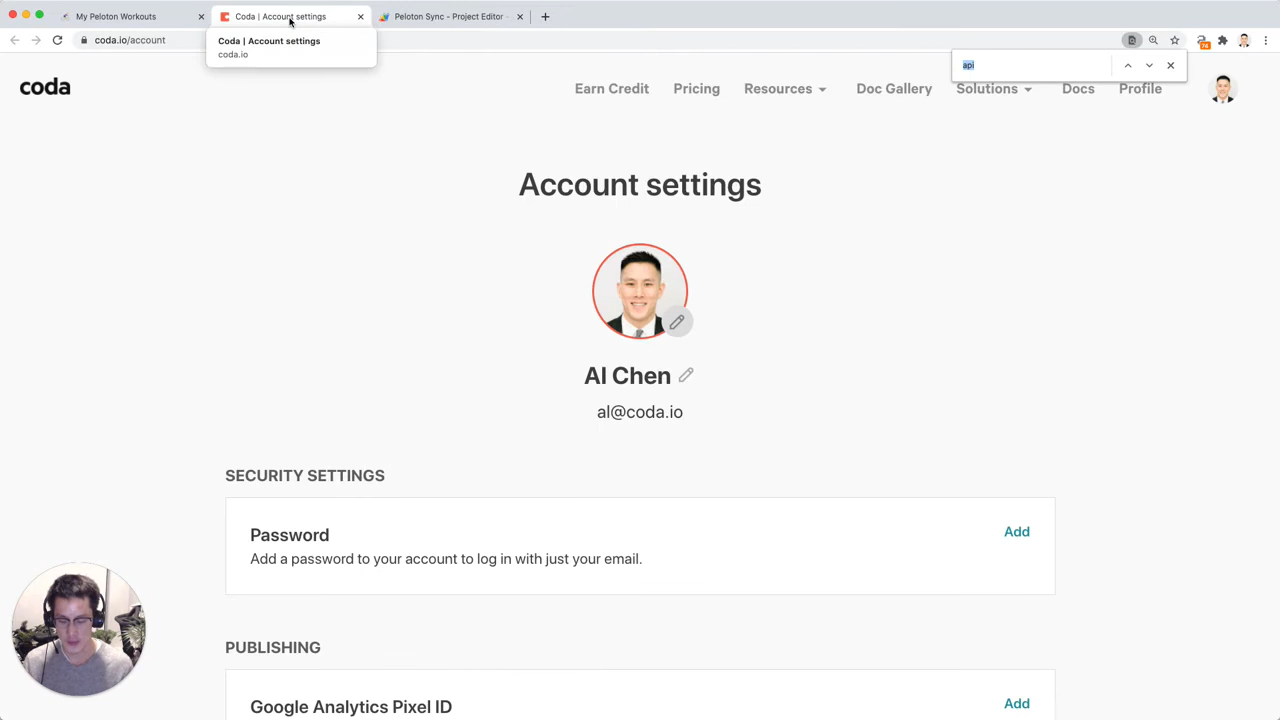 My Peloton Workouts
Coda | Account settings
Peloton Sync - Project Editor -
coda.io/account
74
Coda | Account settings
coda.io
api
coda
Earn Credit
Pricing
Resources
Doc Gallery
Solutions
Docs
Profile
Account settings
Al Chen
al@coda.io
SECURITY SETTINGS
Password
Add
Add a password to your account to log in with just your email.
PUBLISHING
Google Analytics Pixel ID
Add